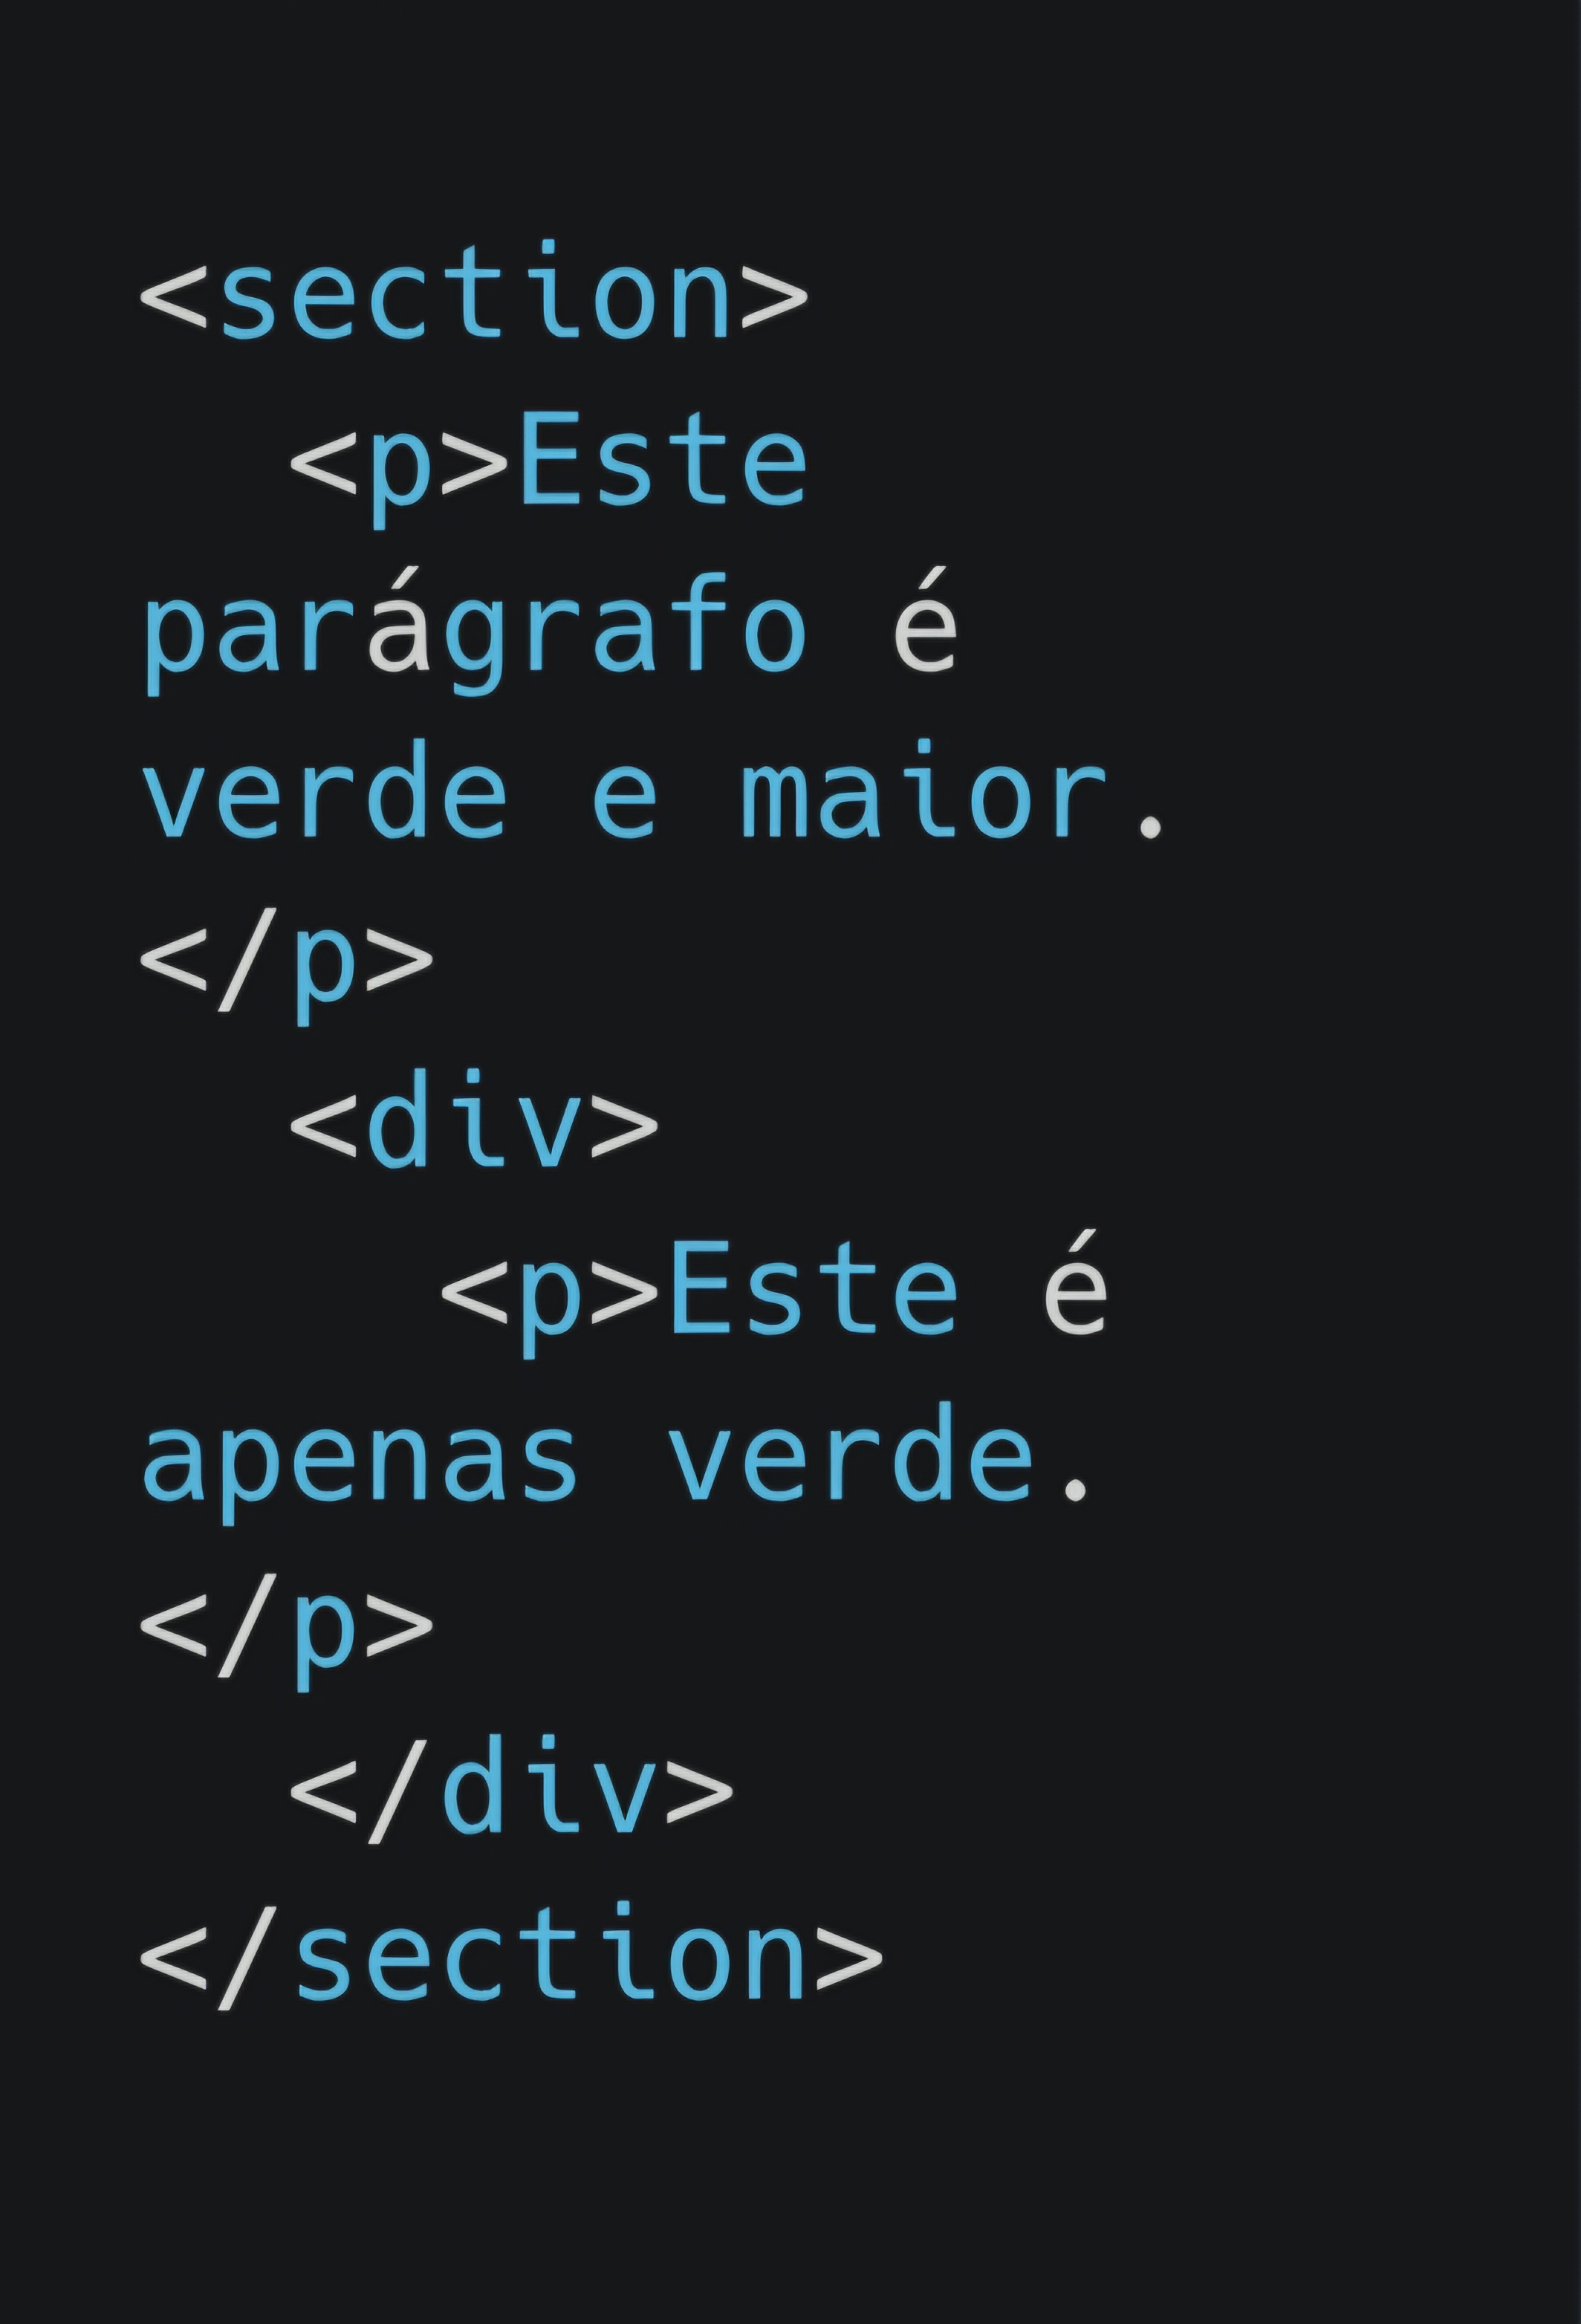 <section>
  <p>Este
parágrafo é
verde e maior.
</p>
  <div>
    <p>Este é
apenas verde.
</p>
  </div>
</section>